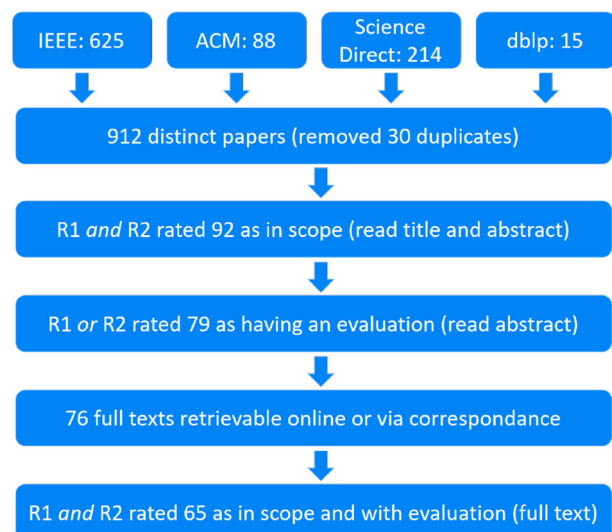 IEEE: 625
ACM: 88
Science
Direct: 214
dblp: 15
912 distinct papers (removed 30 duplicates)
R1 and R2 rated 92 as in scope (read title and abstract)
R1 or R2 rated 79 as having an evaluation (read abstract)
76 full texts retrievable online or via correspondance
R1 and R2 rated 65 as in scope and with evaluation (full text)